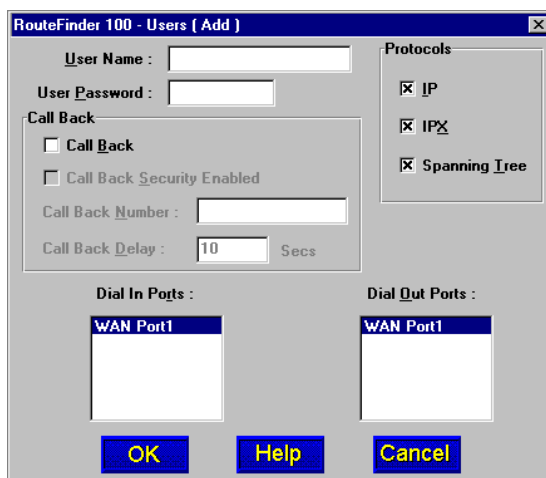 RouteFinder 100 - Users ( Add )
User Name :
User Password :
Call Back
Call Back
Call Back Security Enabled
Call Back Number :
Call Back Delay : 10 Secs
Protocols
IP
IPX
Spanning Tree
Dial In Ports :
WAN Port1
Dial Out Ports :
WAN Port1
OK Help Cancel